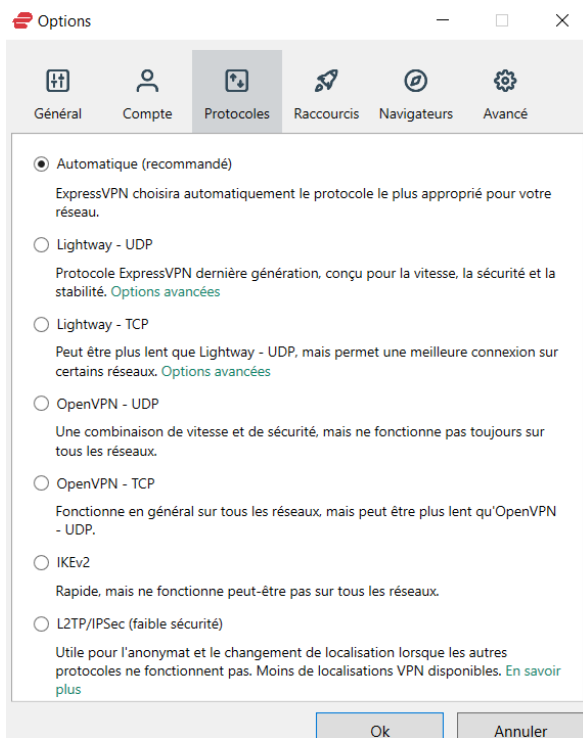 Options
Général
Compte
Protocoles
Raccourcis
Navigateurs
Avancé
Automatique (recommandé)
ExpressVPN choisira automatiquement le protocole le plus approprié pour votre
réseau.
Lightway - UDP
Protocole ExpressVPN dernière génération, conçu pour la vitesse, la sécurité et la
stabilité. Options avancées
Lightway - TCP
Peut être plus lent que Lightway - UDP, mais permet une meilleure connexion sur
certains réseaux. Options avancées
OpenVPN - UDP
Une combinaison de vitesse et de sécurité, mais ne fonctionne pas toujours sur
tous les réseaux.
OpenVPN - TCP
Fonctionne en général sur tous les réseaux, mais peut être plus lent qu'OpenVPN
- UDP.
IKEv2
Rapide, mais ne fonctionne peut-être pas sur tous les réseaux.
L2TP/IPSec (faible sécurité)
Utile pour l'anonymat et le changement de localisation lorsque les autres
protocoles ne fonctionnent pas. Moins de localisations VPN disponibles. En savoir
plus
Ok
Annuler